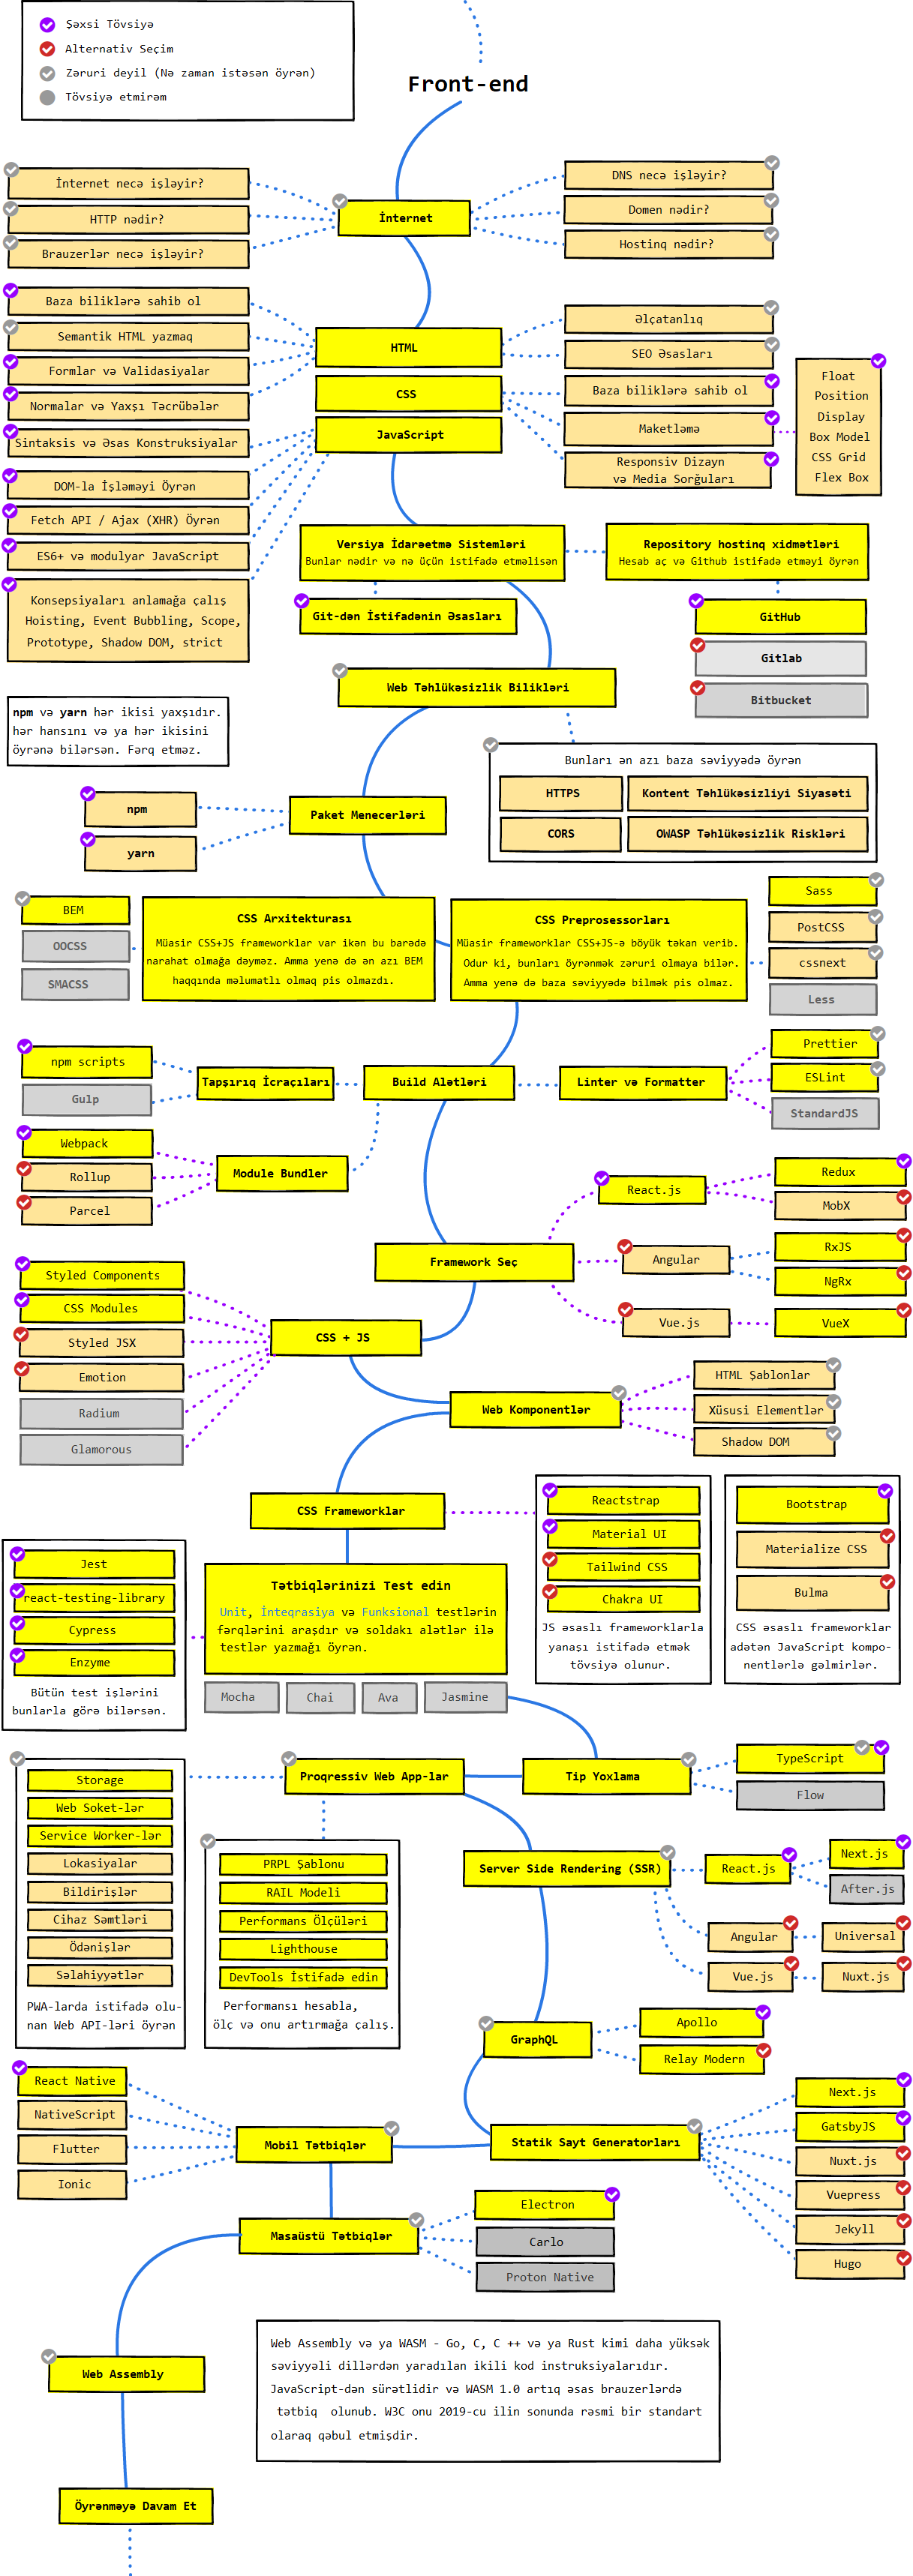 Şəxsi Tövsiyə
Alternativ Seçim
Zəruri deyil (Nə zaman istəsən öyrən)
Tövsiyə etmirəm
Front-end
İnternet necə işləyir?
HTTP nədir?
Brauzerlər necə işləyir?
İnternet
DNS necə işləyir?
Domen nədir?
Hostinq nədir?
Baza biliklərə sahib ol
Semantik HTML yazmaq
Formlar və Validasiyalar
Normalar və Yaxşı Təcrübələr
HTML
Əlçatanlıq
SEO Əsasları
CSS
Baza biliklərə sahib ol
Maketləmə
Responsiv Dizayn
və Media Sorğuları
Float
Position
Display
Box Model
CSS Grid
Flex Box
JavaScript
Sintaksis və Əsas Konstruksiyalar
DOM-la İşləməyi Öyrən
Fetch API / Ajax (XHR) Öyrən
ES6+ və modulyar JavaScript
Konsepsiyaları anlamağa çalış
Hoisting, Event Bubbling, Scope,
Prototype, Shadow DOM, strict
Versiya İdarəetmə Sistemləri
Bunlar nədir və nə üçün istifadə etməlisən
Repository hostinq xidmətləri
Hesab aç və Github istifadə etməyi öyrən
Git-dən İstifadənin Əsasları
GitHub
Gitlab
Bitbucket
Web Təhlükəsizlik Bilikləri
npm və yarn hər ikisi yaxşıdır.
hər hansını və ya hər ikisini
öyrənə bilərsən. Fərq etməz.
Bunları ən azı baza səviyyədə öyrən
HTTPS
Kontent Təhlükəsizliyi Siyasəti
CORS
OWASP Təhlükəsizlik Riskləri
npm
yarn
Paket Menecerləri
BEM
OOCSS
SMACSS
CSS Arxitekturası
Müasir CSS+JS frameworklar var ikən bu barədə
narahat olmağa dəyməz. Amma yenə də ən azı BEM
haqqında məlumatlı olmaq pis olmazdı.
CSS Preprosessorları
Müasir frameworklar CSS+JS-ə böyük təkan verib.
Odur ki, bunları öyrənmək zəruri olmaya bilər.
Amma yenə də baza səviyyədə bilmək pis olmaz.
Sass
PostCSS
cssnext
Less
npm scripts
Gulp
Tapşırıq İcraçıları
Build Alətləri
Linter və Formatter
Prettier
ESLint
StandardJS
Webpack
Rollup
Parcel
Module Bundler
Framework Seç
React.js
Redux
MobX
Angular
RxJS
NgRx
Vue.js
VueX
Styled Components
CSS Modules
Styled JSX
Emotion
Radium
Glamorous
CSS + JS
Web Komponentlər
HTML Şablonlar
Xüsusi Elementlər
Shadow DOM
CSS Frameworklar
Reactstrap
Material UI
Tailwind CSS
Chakra UI
JS əsaslı frameworklarla
yanaşı istifadə etmək
tövsiyə olunur.
Bootstrap
Materialize CSS
Bulma
CSS əsaslı frameworklar
adətən JavaScript kompo-
nentlərlə gəlmirlər.
Jest
react-testing-library
Cypress
Enzyme
Bütün test işlərini
bunlarla görə bilərsən.
Tətbiqlərinizi Test edin
Unit, İnteqrasiya və Funksional testlərin
fərqlərini araşdır və soldakı alətlər ilə
testlər yazmağı öyrən.
Mocha
Chai
Ava
Jasmine
Proqressiv Web App-lar
Tip Yoxlama
TypeScript
Flow
Storage
Web Soket-lər
Service Worker-lər
Lokasiyalar
Bildirişlər
Cihaz Səmtləri
Ödənişlər
Səlahiyyətlər
PWA-larda istifadə olu-
nan Web API-ləri öyrən
PRPL Şablonu
RAIL Modeli
Performans Ölçüləri
Lighthouse
DevTools İstifadə edin
Performansı hesabla,
ölç və onu artırmağa çalış.
Server Side Rendering (SSR)
React.js
Next.js
After.js
Angular
Universal
Vue.js
Nuxt.js
GraphQL
Apollo
Relay Modern
React Native
NativeScript
Flutter
Ionic
Mobil Tətbiqlər
Statik Sayt Generatorları
Next.js
GatsbyJS
Nuxt.js
Vuepress
Jekyll
Hugo
Masaüstü Tətbiqlər
Electron
Carlo
Proton Native
Web Assembly
Web Assembly və ya WASM - Go, C, C ++ və ya Rust kimi daha yüksək
səviyyəli dillərdən yaradılan ikili kod instruksiyalarıdır.
JavaScript-dən sürətlidir və WASM 1.0 artıq əsas brauzerlərdə
tətbiq olunub. W3C onu 2019-cu ilin sonunda rəsmi bir standart
olaraq qəbul etmişdir.
Öyrənməyə Davam Et